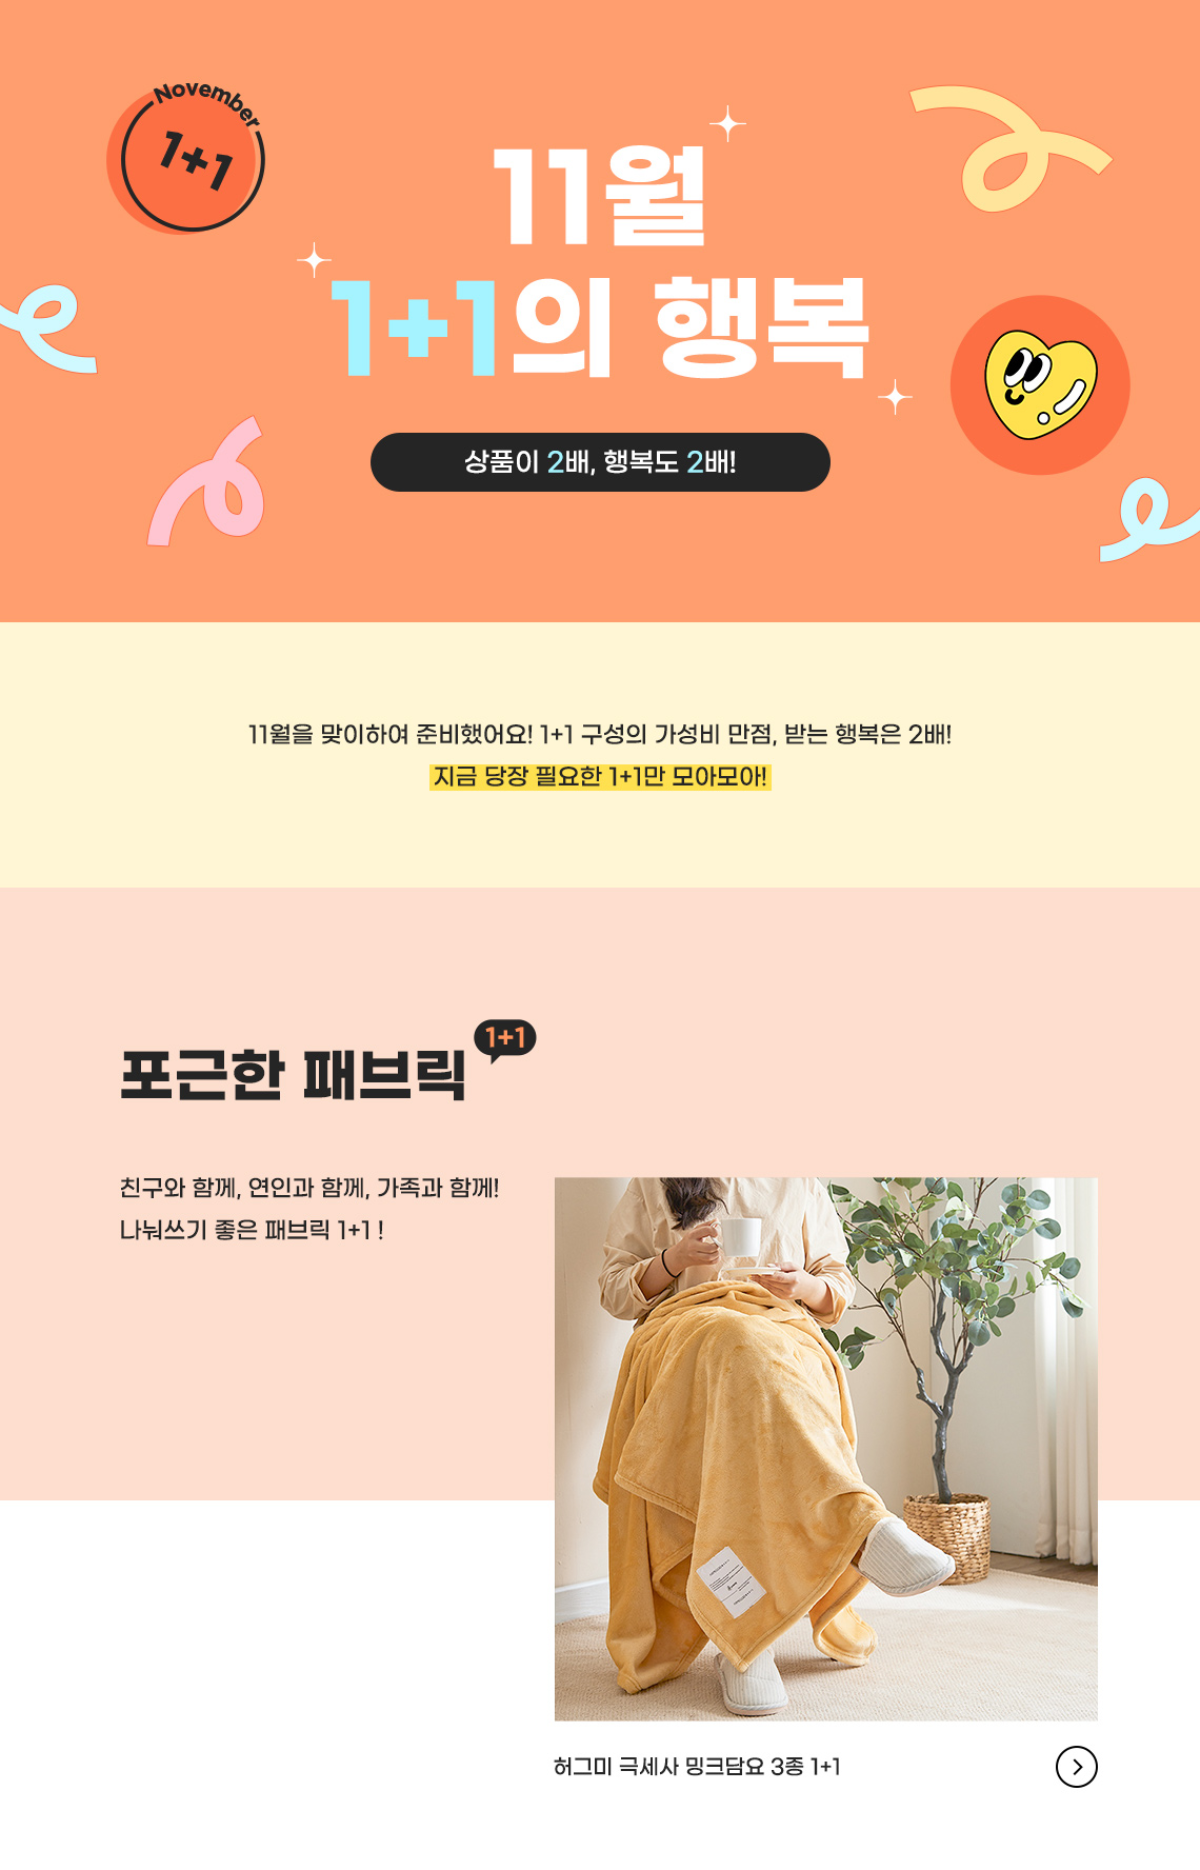 November
1+1
11월
1+1의 행복
상품이 2배, 행복도 2배!
11월을 맞이하여 준비했어요! 1+1 구성의 가성비 만점, 받는 행복은 2배!
지금 당장 필요한 1+1만 모아모아!
1+1
포근한 패브릭
친구와 함께, 연인과 함께, 가족과 함께!
나눠쓰기 좋은 패브릭 1+1 !
허그미 극세사 밍크담요 3종 1+1